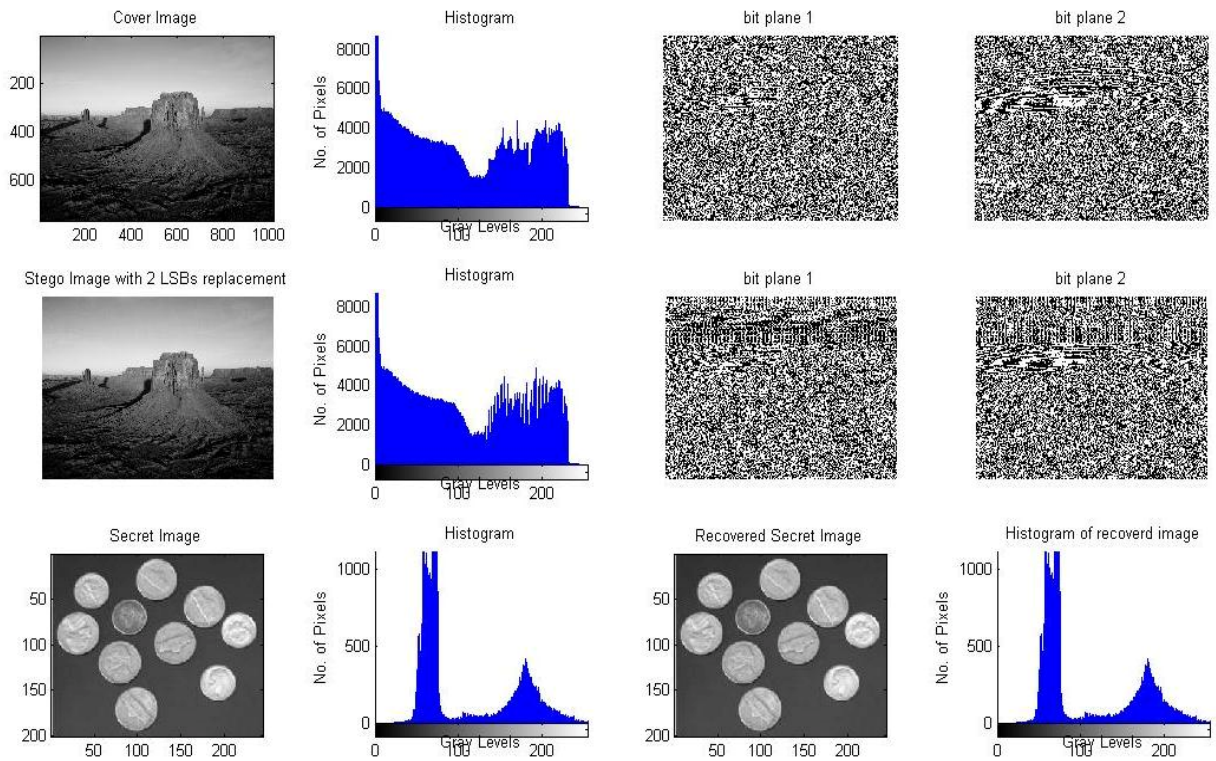 Cover Image
200
400
600
200 400 600 800 1000
Histogram
8000
6000
4000
2000
0
No. of Pixels
Gray Levels
0 100 200
bit plane 1
bit plane 2
Stego Image with 2 LSBs replacement
Histogram
8000
6000
4000
2000
0
No. of Pixels
Gray Levels
0 100 200
bit plane 1
bit plane 2
Secret Image
50
100
150
200
50 100 150 200
Histogram
1000
500
0
No. of Pixels
Gray Levels
0 100 200
Recovered Secret Image
50
100
150
200
50 100 150 200
Histogram of recoverd image
1000
500
0
No. of Pixels
Gray Levels
0 100 200